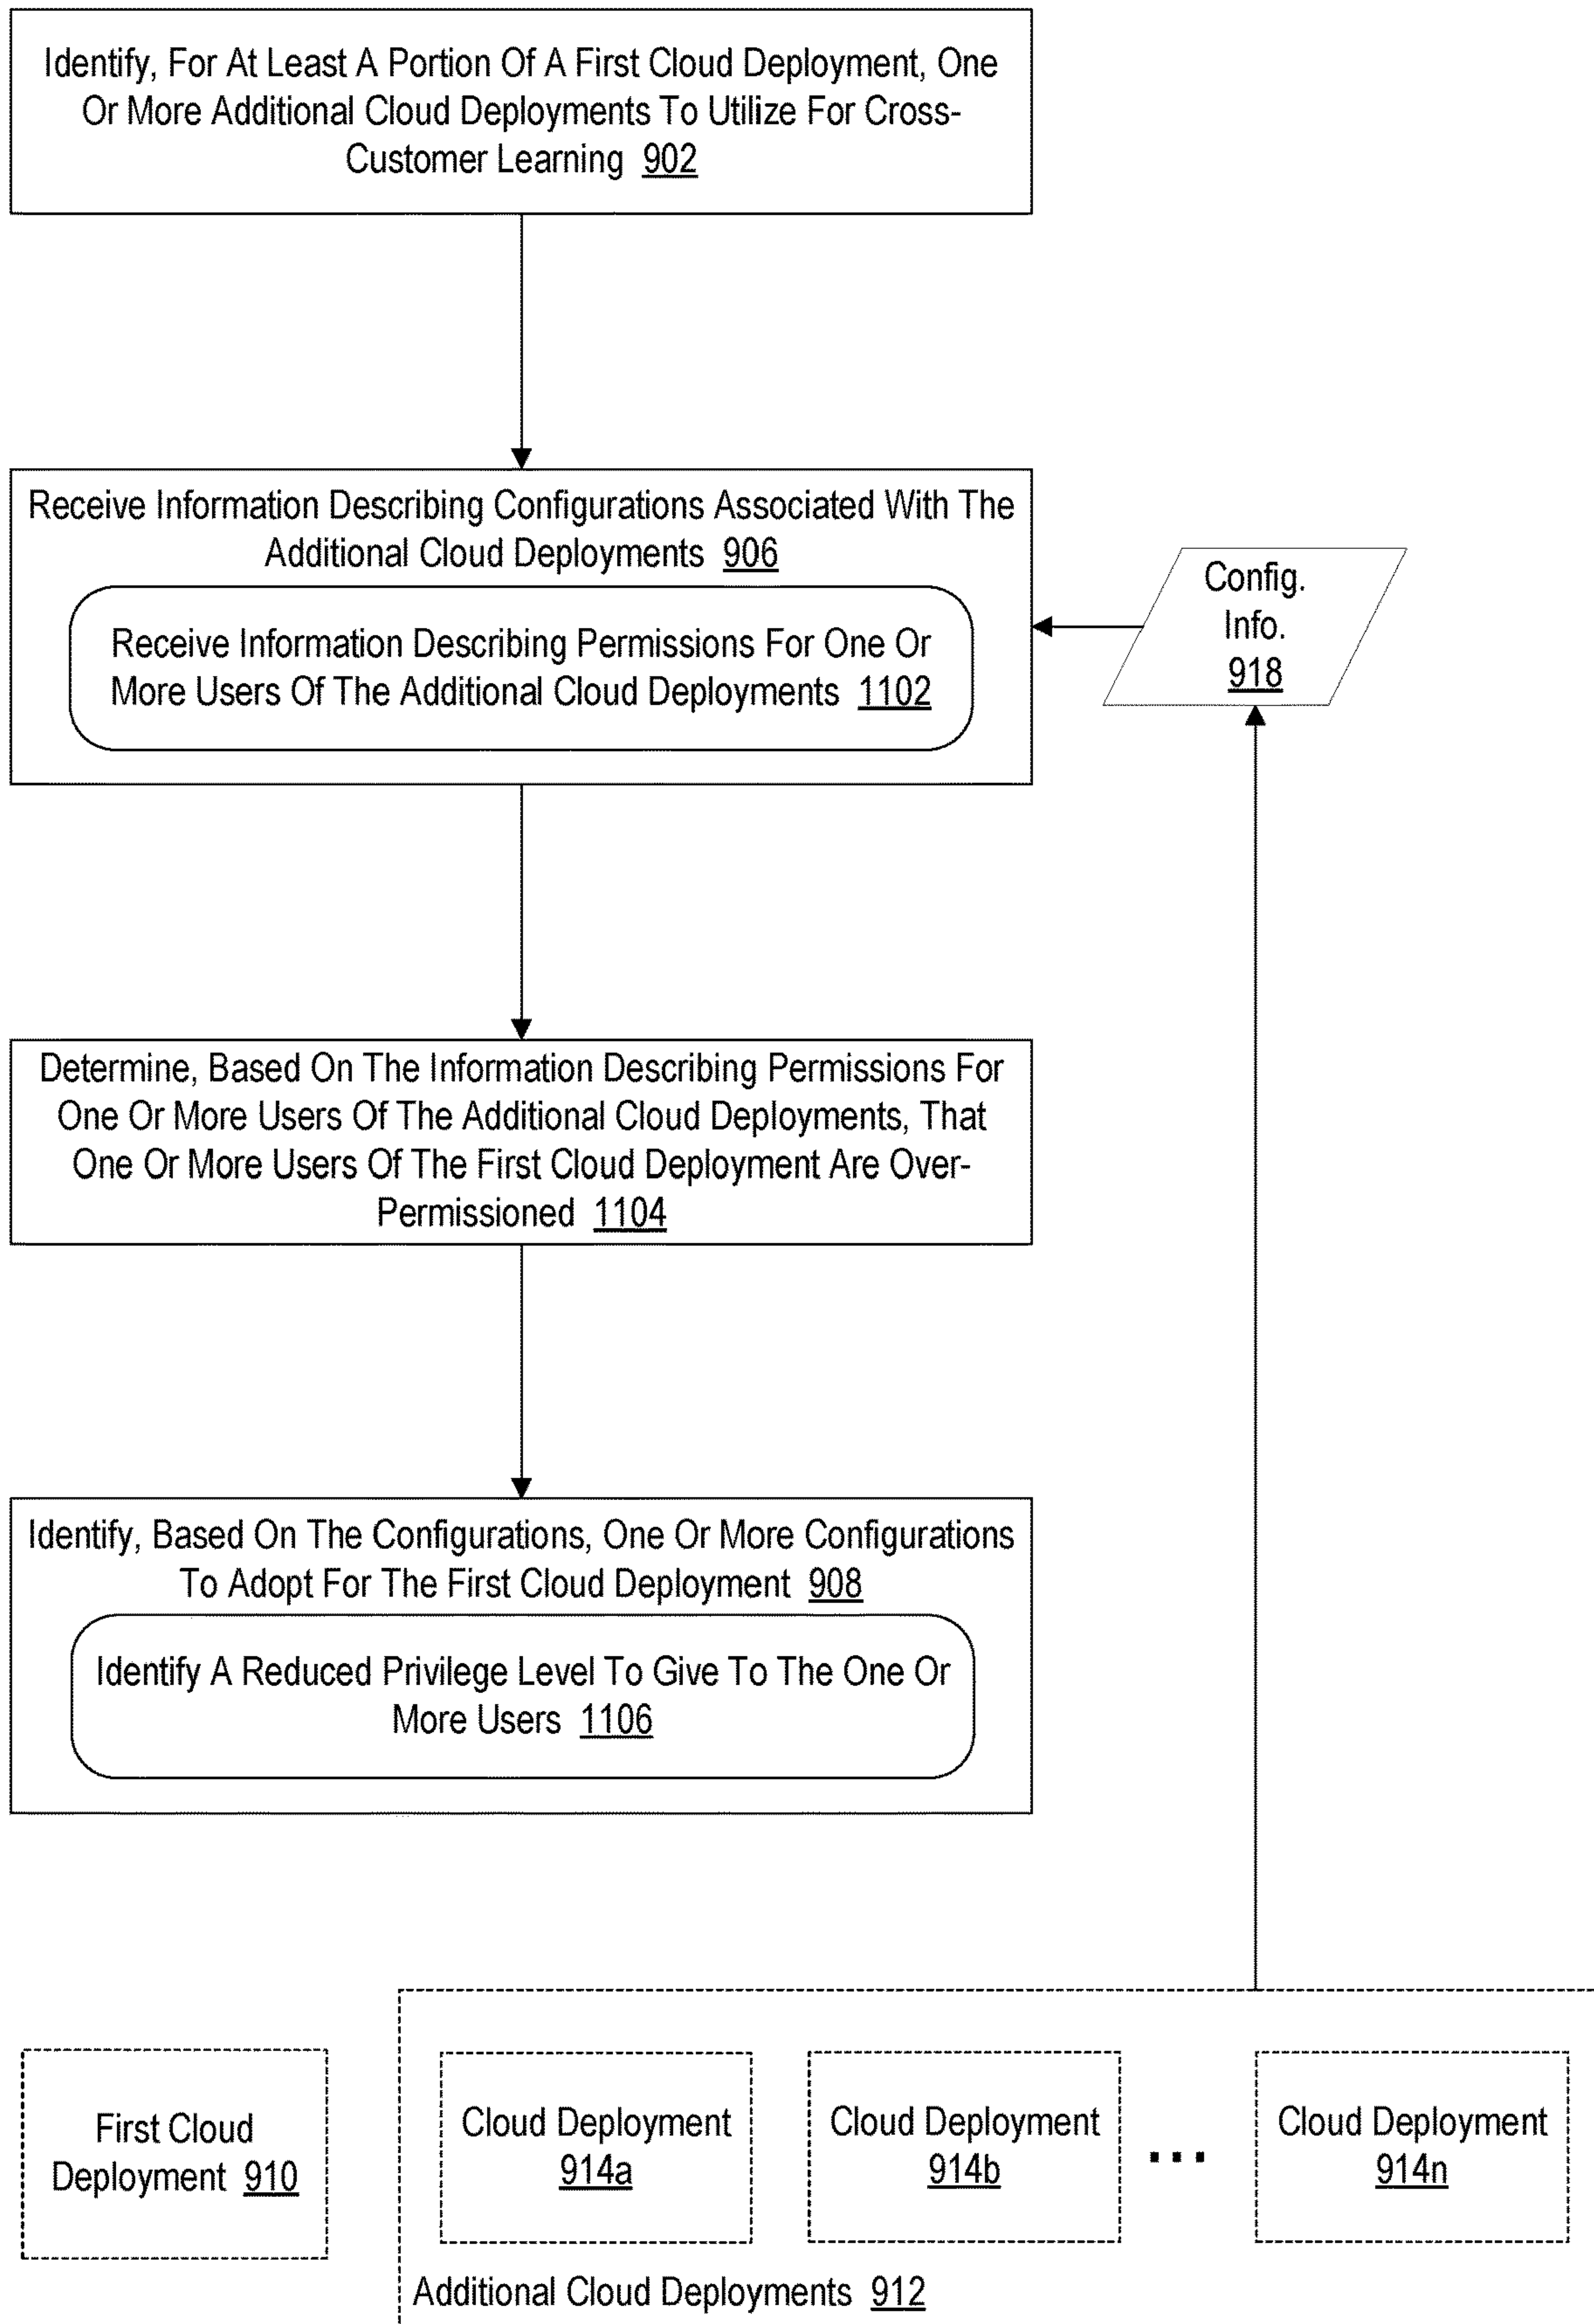 Identify, For At Least A Portion Of A First Cloud Deployment, One
Or More Additional Cloud Deployments To Utilize For Cross-
Customer Learning 902
Receive Information Describing Configurations Associated With The
Additional Cloud Deployments 906
Receive Information Describing Permissions For One Or
More Users Of The Additional Cloud Deployments 1102
Config.
Info.
918
Determine, Based On The Information Describing Permissions For
One Or More Users Of The Additional Cloud Deployments, That
One Or More Users Of The First Cloud Deployment Are Over-
Permissioned 1104
Identify, Based On The Configurations, One Or More Configurations
To Adopt For The First Cloud Deployment 908
Identify A Reduced Privilege Level To Give To The One Or
More Users 1106
First Cloud
Deployment 910
Cloud Deployment
914a
Cloud Deployment
914b
...
Cloud Deployment
914n
Additional Cloud Deployments 912